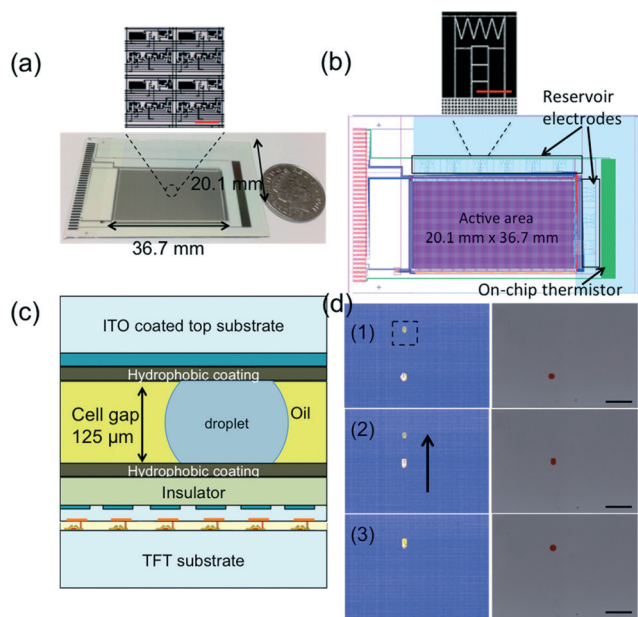 (a)
20.1 mm
36.7 mm
(b)
Reservoir
electrodes
Active area
20.1 mm x 36.7 mm
On-chip thermistor
(c)
ITO coated top substrate
Hydrophobic coating
Cell gap
125 μm
droplet
Oil
Hydrophobic coating
Insulator
TFT substrate
(d)
(1)
(2)
(3)